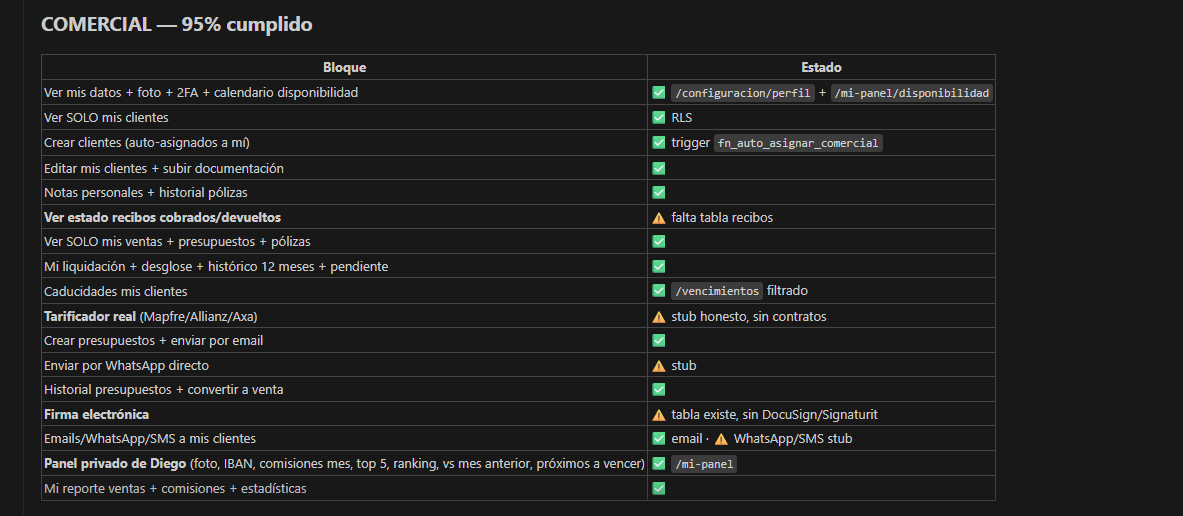 COMERCIAL — 95% cumplido
Bloque Estado
Ver mis datos + foto + 2FA + calendario disponibilidad ✅ /configuracion/perfil + /mi-panel/disponibilidad
Ver SOLO mis clientes ✅ RLS
Crear clientes (auto-asignados a mí) ✅ trigger fn_auto_asignar_comercial
Editar mis clientes + subir documentación ✅
Notas personales + historial pólizas ✅
Ver estado recibos cobrados/devueltos ⚠️ falta tabla recibos
Ver SOLO mis ventas + presupuestos + pólizas ✅
Mi liquidación + desglose + histórico 12 meses + pendiente ✅
Caducidades mis clientes ✅ /vencimientos filtrado
Tarificador real (Mapfre/Allianz/Axa) ⚠️ stub honesto, sin contratos
Crear presupuestos + enviar por email ✅
Enviar por WhatsApp directo ⚠️ stub
Historial presupuestos + convertir a venta ✅
Firma electrónica ⚠️ tabla existe, sin DocuSign/Signaturit
Emails/WhatsApp/SMS a mis clientes ✅ email · ⚠️ WhatsApp/SMS stub
Panel privado de Diego (foto, IBAN, comisiones mes, top 5, ranking, vs mes anterior, próximos a vencer) ✅ /mi-panel
Mi reporte ventas + comisiones + estadísticas ✅